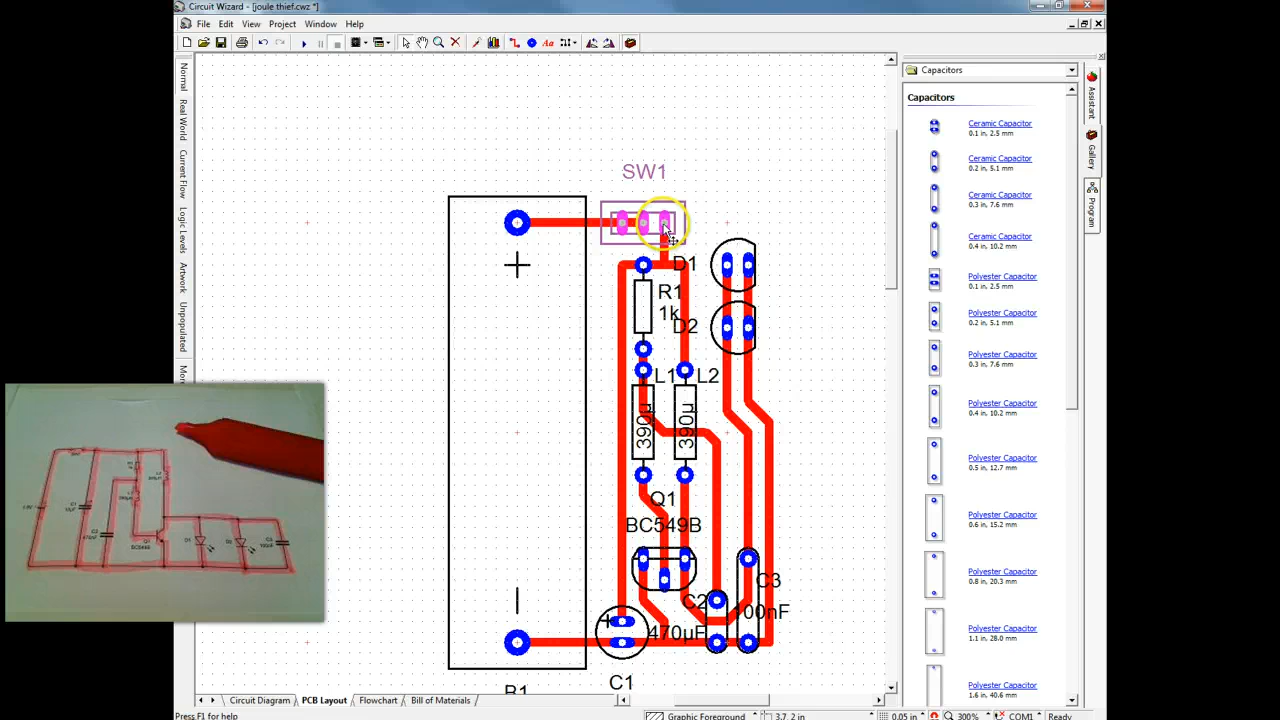 Circuit Wizard - [joule thief.cwz *]
File Edit View Project Window Help
Normal
Real World
Current Flow
Logic Levels
Artwork
Unpopulated
SW1
D1
R1
1k
D2
L1 L2
390µ 390µ
Q1
BC549B
C3
C2 100nF
470µF
C1
B1
Capacitors
Capacitors
Ceramic Capacitor
0.1 in, 2.5 mm
Ceramic Capacitor
0.2 in, 5.1 mm
Ceramic Capacitor
0.3 in, 7.6 mm
Ceramic Capacitor
0.4 in, 10.2 mm
Polyester Capacitor
0.1 in, 2.5 mm
Polyester Capacitor
0.2 in, 5.1 mm
Polyester Capacitor
0.3 in, 7.6 mm
Polyester Capacitor
0.4 in, 10.2 mm
Polyester Capacitor
0.5 in, 12.7 mm
Polyester Capacitor
0.6 in, 15.2 mm
Polyester Capacitor
0.8 in, 20.3 mm
Polyester Capacitor
1.1 in, 28.0 mm
Polyester Capacitor
1.6 in, 40.6 mm
Assistant
Gallery
Program
Circuit Diagram PCB Layout Flowchart Bill of Materials
Press F1 for help Graphic Foreground 3.7, 2 in 0.05 in 300% COM1 Ready